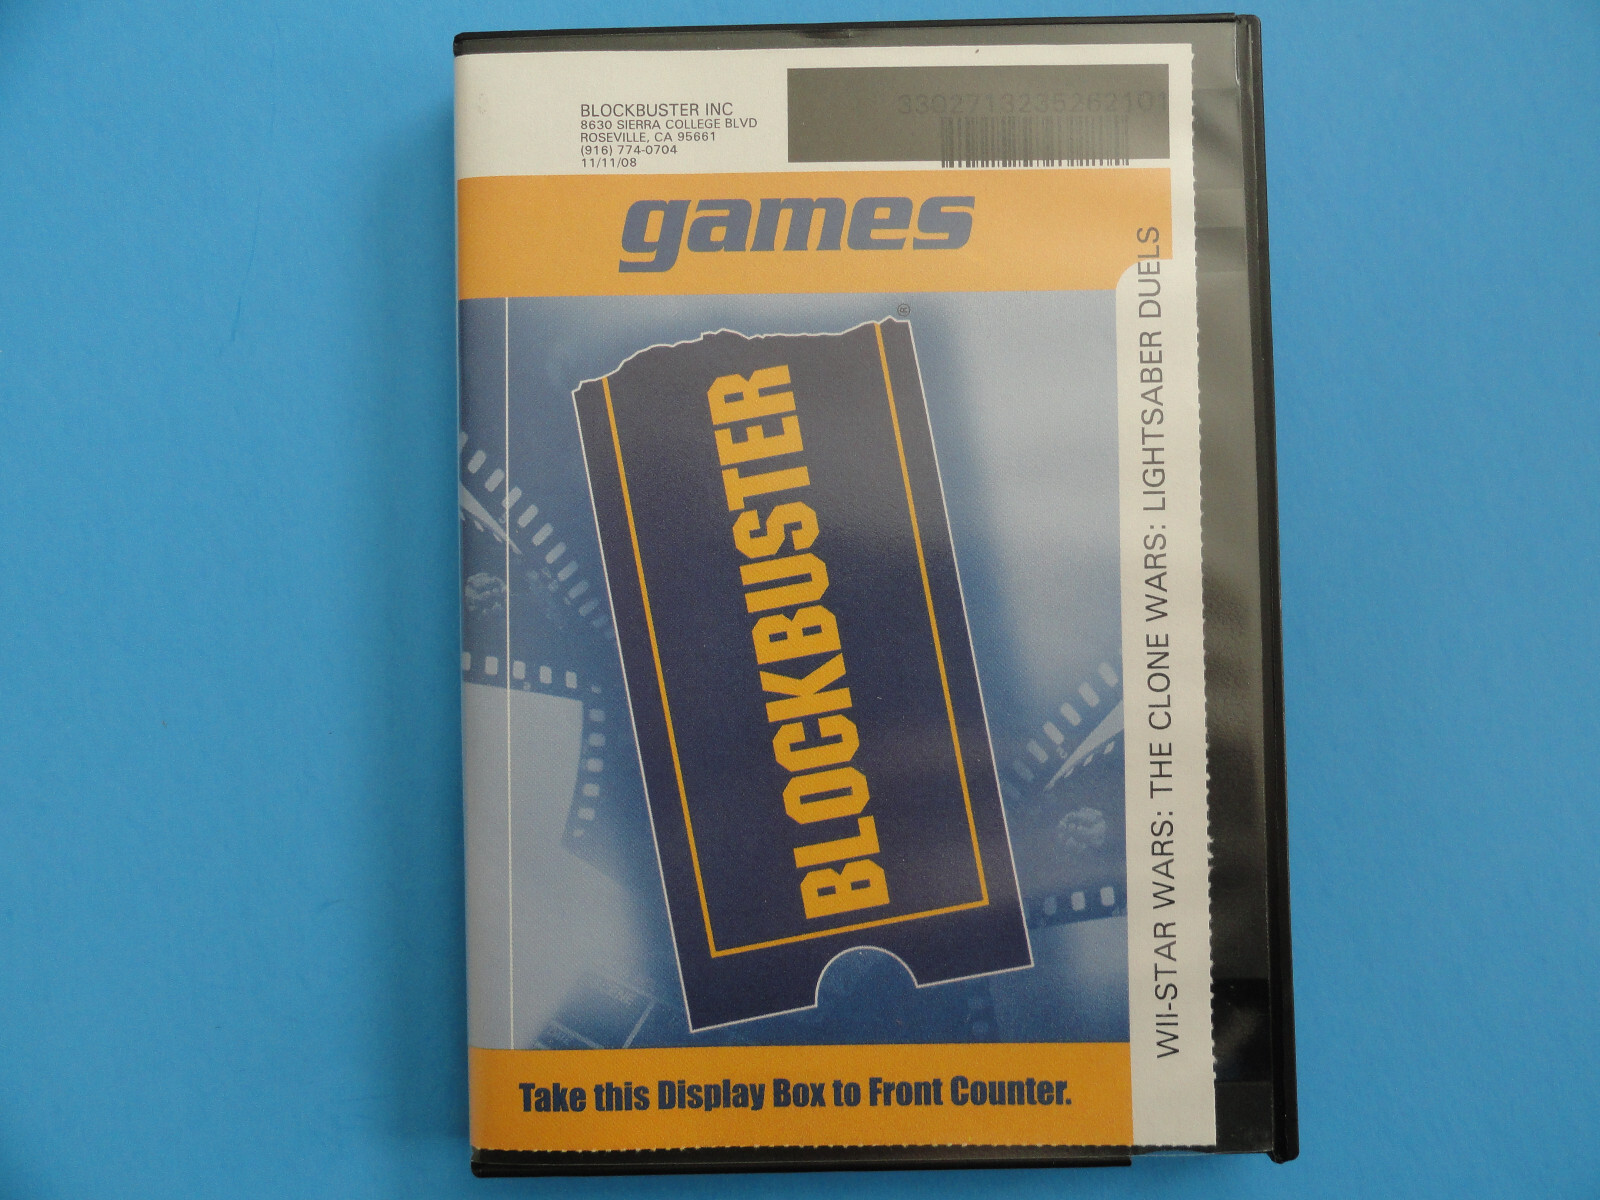 BLOCKBUSTER INC
8630 SIERRA COLLEGE BLVD
ROSEVILLE, CA 95661
(916) 774-0704
11/11/08
3302713235262101
games
®
BLOCKBUSTER
WII-STAR WARS: THE CLONE WARS: LIGHTSABER DUELS
Take this Display Box to Front Counter.